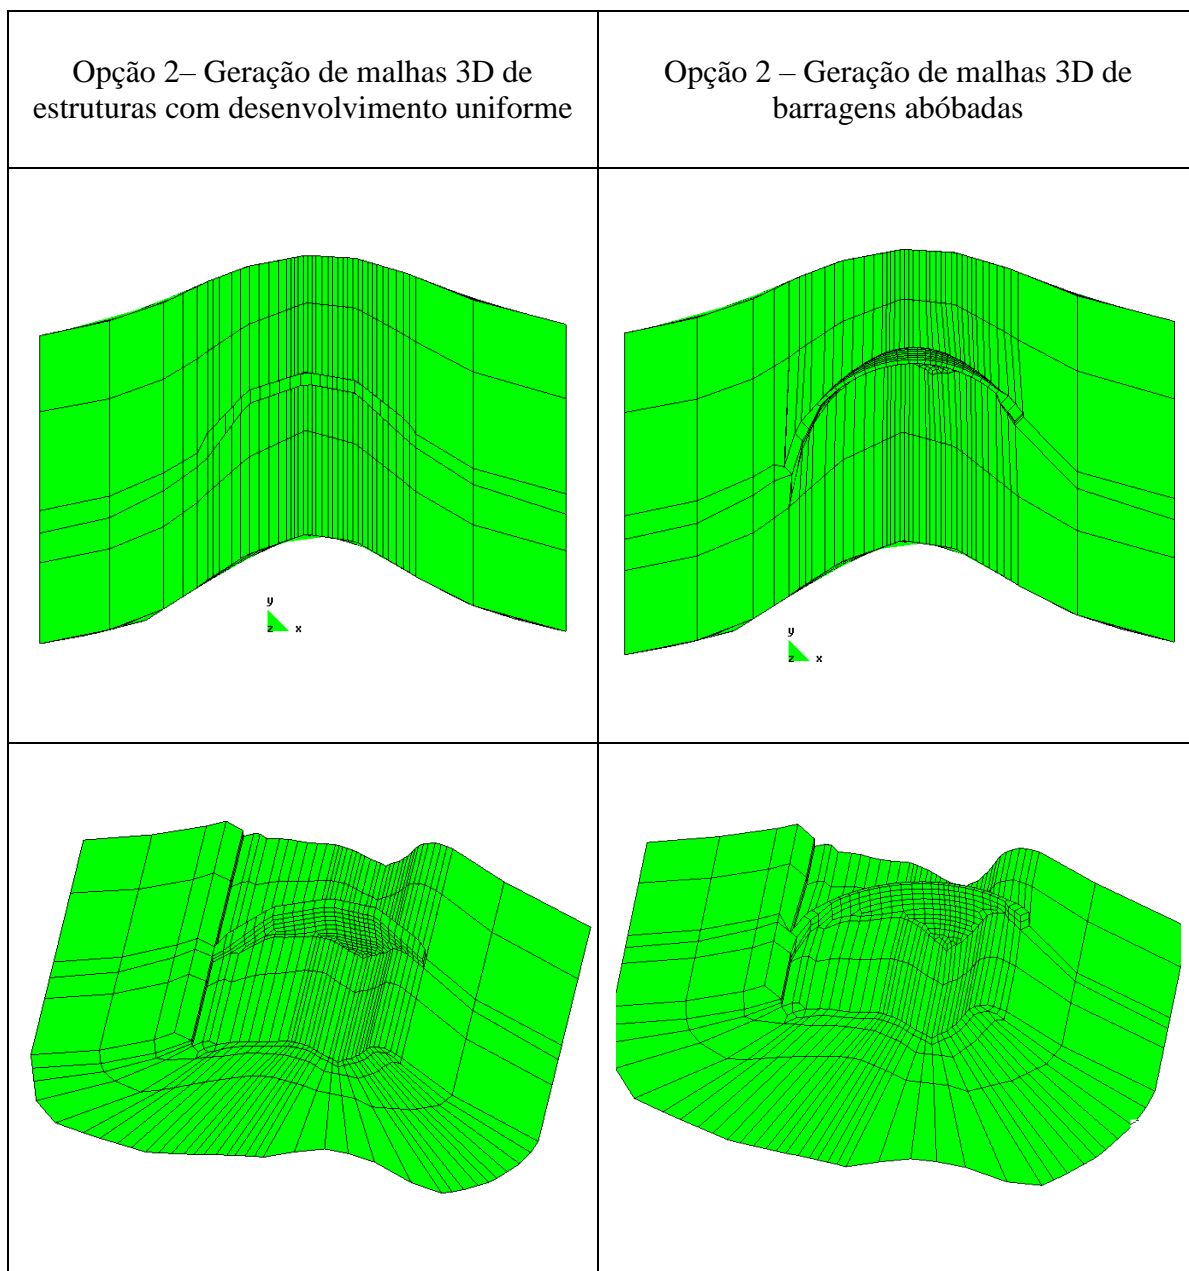 Opção 2– Geração de malhas 3D de
estruturas com desenvolvimento uniforme
Opção 2 – Geração de malhas 3D de
barragens abóbadas
y
z x
y
z x